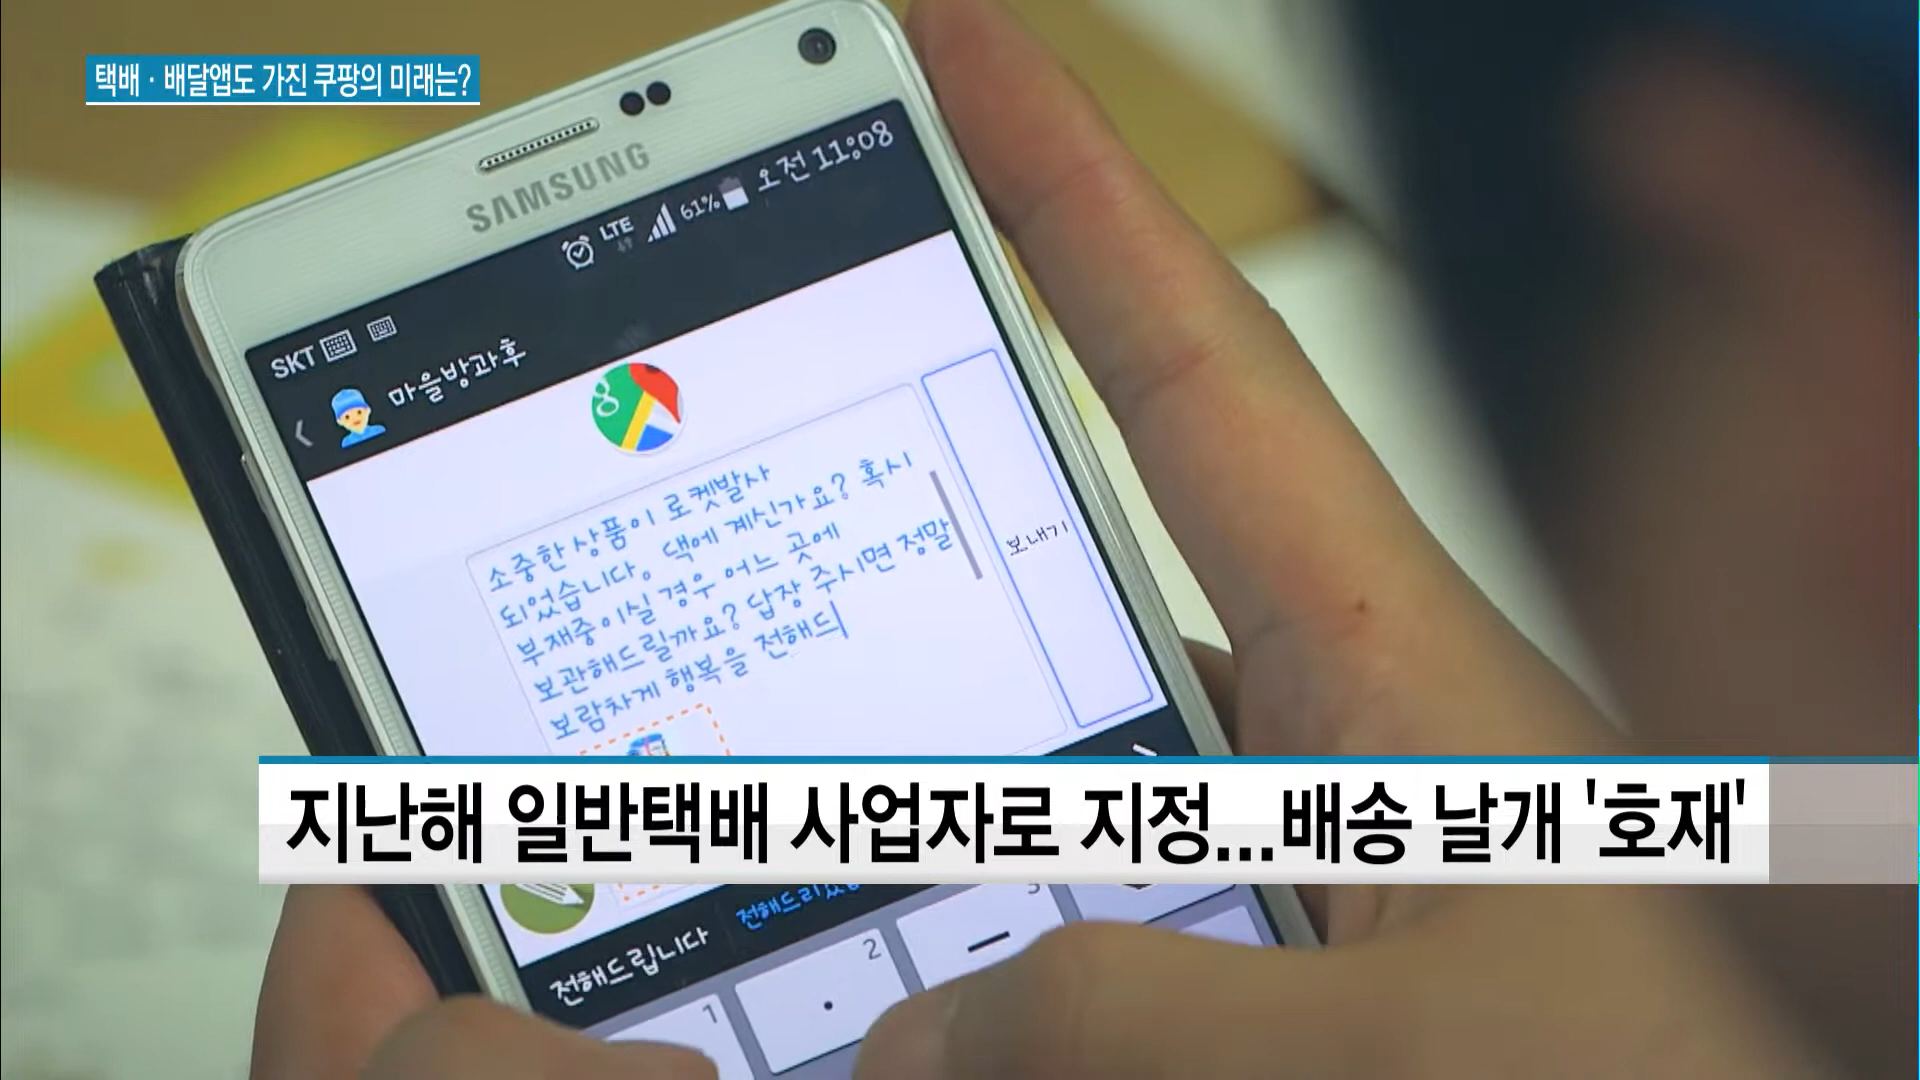 택배 · 배달앱도 가진 쿠팡의 미래는?
SAMSUNG
SKT LTE 61% 오전 11:08
마을방과후
소중한 상품이 로켓발사
되었습니다. 댁에 계신가요? 혹시
부재중이실 경우 어느 곳에
보관해드릴까요? 답장 주시면 정말
보람차게 행복을 전해드
보내기
지난해 일반택배 사업자로 지정...배송 날개 '호재'
전해드립니다
1
2
3